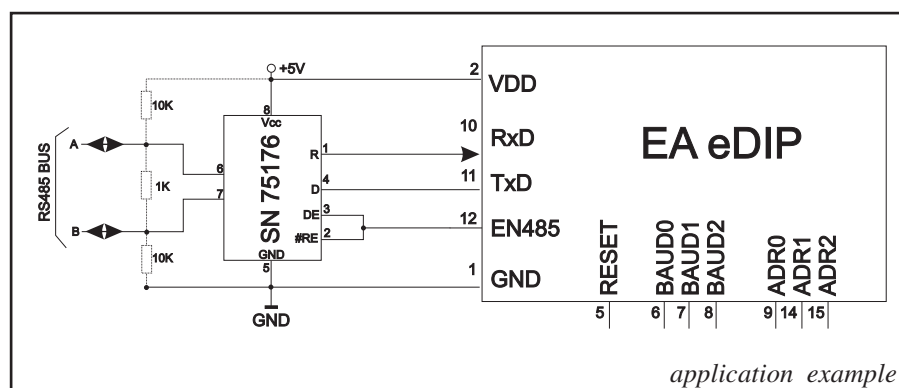 +5V
2
VDD
8
Vcc
10K
10
RxD
EA eDIP
A
6
R
1
11
TxD
RS485 BUS
1K
SN 75176
D
4
7
DE
3
12
EN485
B
#RE
2
10K
GND
5
1
GND
GND
RESET
BAUD0
BAUD1
BAUD2
ADR0
ADR1
ADR2
5
6
7
8
9
14
15
application example